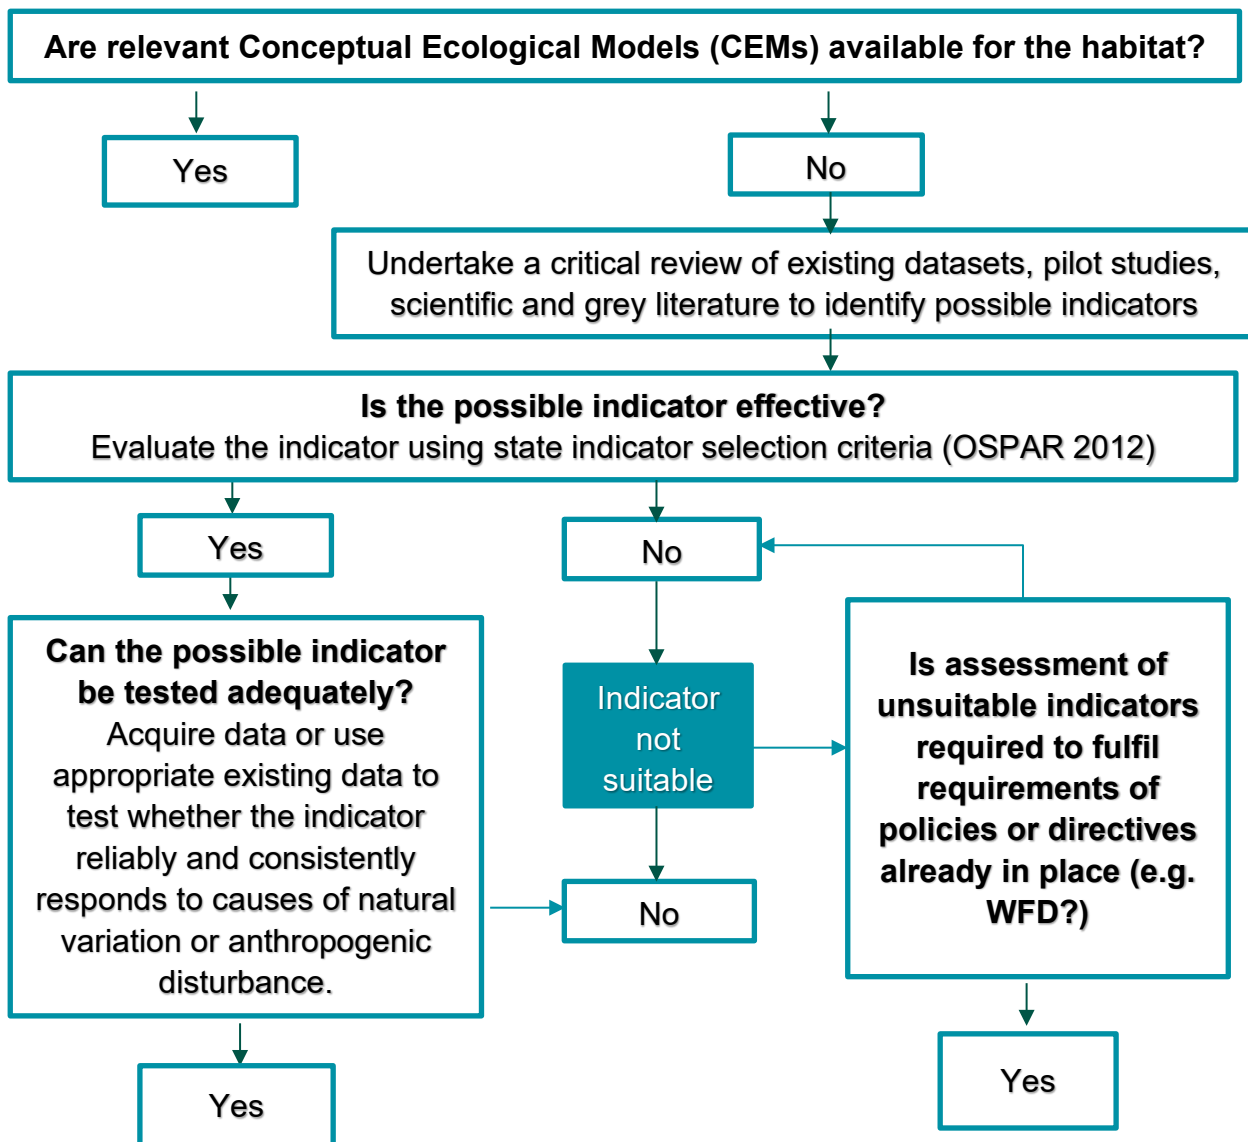 Are relevant Conceptual Ecological Models (CEMs) available for the habitat?
Yes
No
Undertake a critical review of existing datasets, pilot studies,
scientific and grey literature to identify possible indicators
Is the possible indicator effective?
Evaluate the indicator using state indicator selection criteria (OSPAR 2012)
Yes
No
Can the possible indicator
be tested adequately?
Acquire data or use
appropriate existing data to
test whether the indicator
reliably and consistently
responds to causes of natural
variation or anthropogenic
disturbance.
Indicator
not
suitable
No
Is assessment of
unsuitable indicators
required to fulfil
requirements of
policies or directives
already in place (e.g.
WFD?)
Yes
Yes